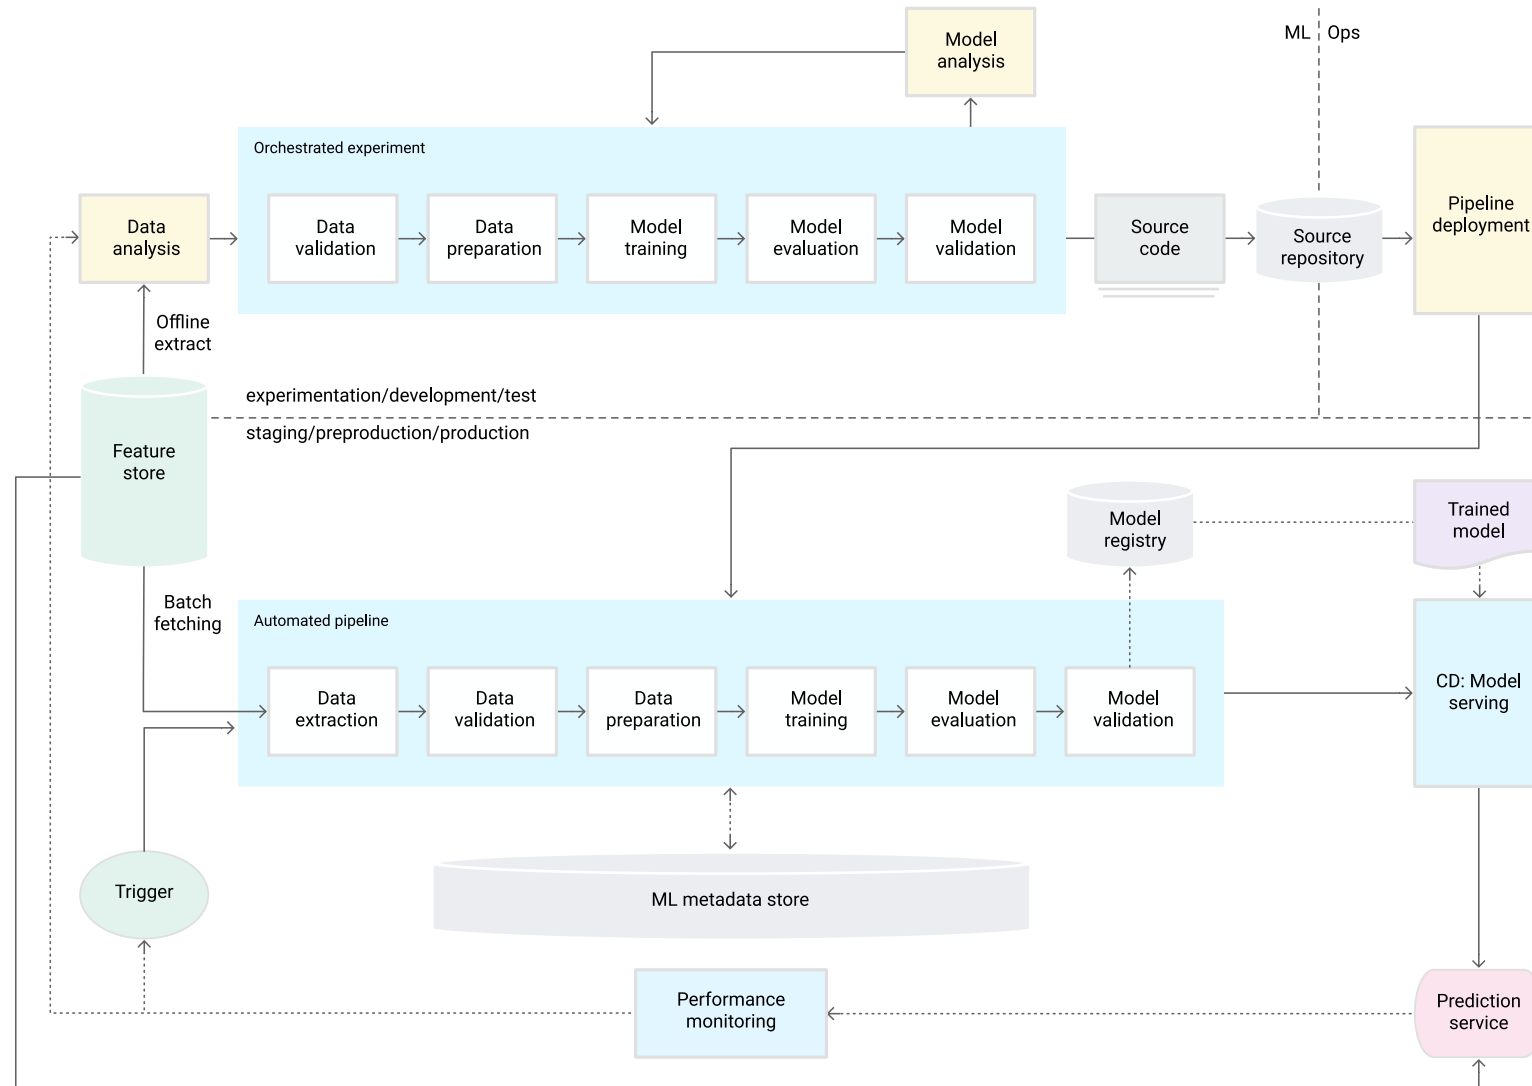 Model
analysis
ML
Ops
Orchestrated experiment
Data
analysis
Data
validation
Data
preparation
Model
training
Model
evaluation
Model
validation
Source
code
Source
repository
Pipeline
deployment
Offline
extract
experimentation/development/test
staging/preproduction/production
Feature
store
Model
registry
Trained
model
Batch
fetching
Automated pipeline
Data
extraction
Data
validation
Data
preparation
Model
training
Model
evaluation
Model
validation
CD: Model
serving
Trigger
ML metadata store
Performance
monitoring
Prediction
service